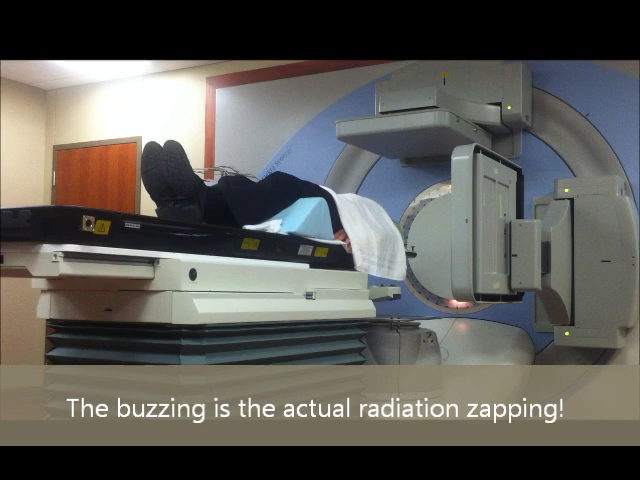 The buzzing is the actual radiation zapping!